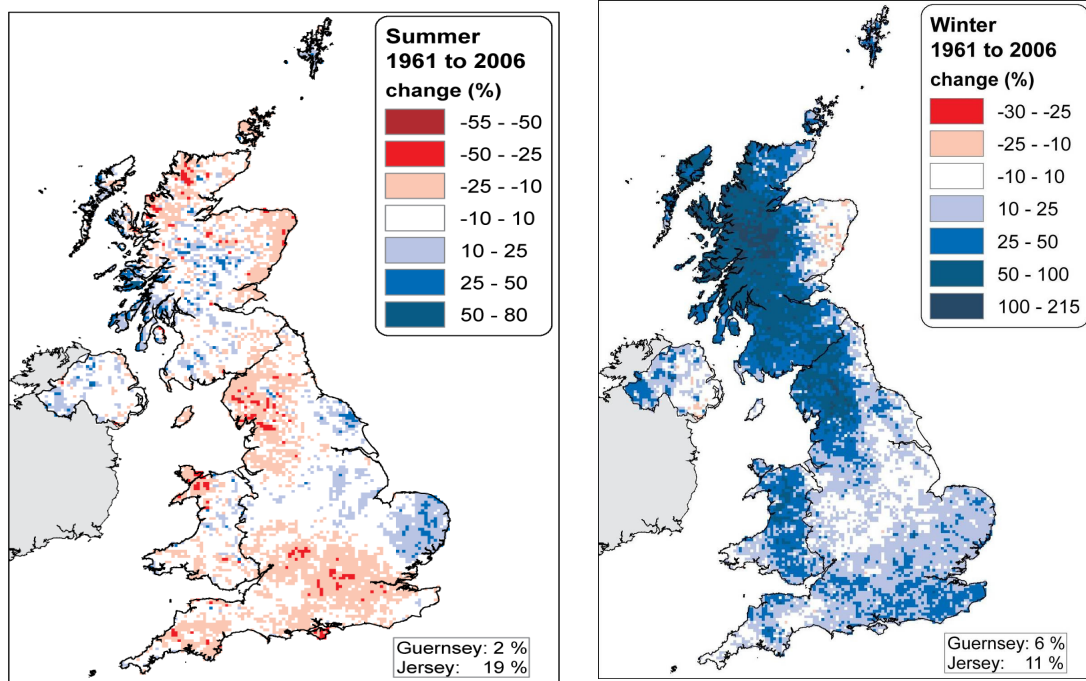 Summer
1961 to 2006
change (%)
-55 - -50
-50 - -25
-25 - -10
-10 - 10
10 - 25
25 - 50
50 - 80
Guernsey: 2 %
Jersey: 19 %
Winter
1961 to 2006
change (%)
-30 - -25
-25 - -10
-10 - 10
10 - 25
25 - 50
50 - 100
100 - 215
Guernsey: 6 %
Jersey: 11 %